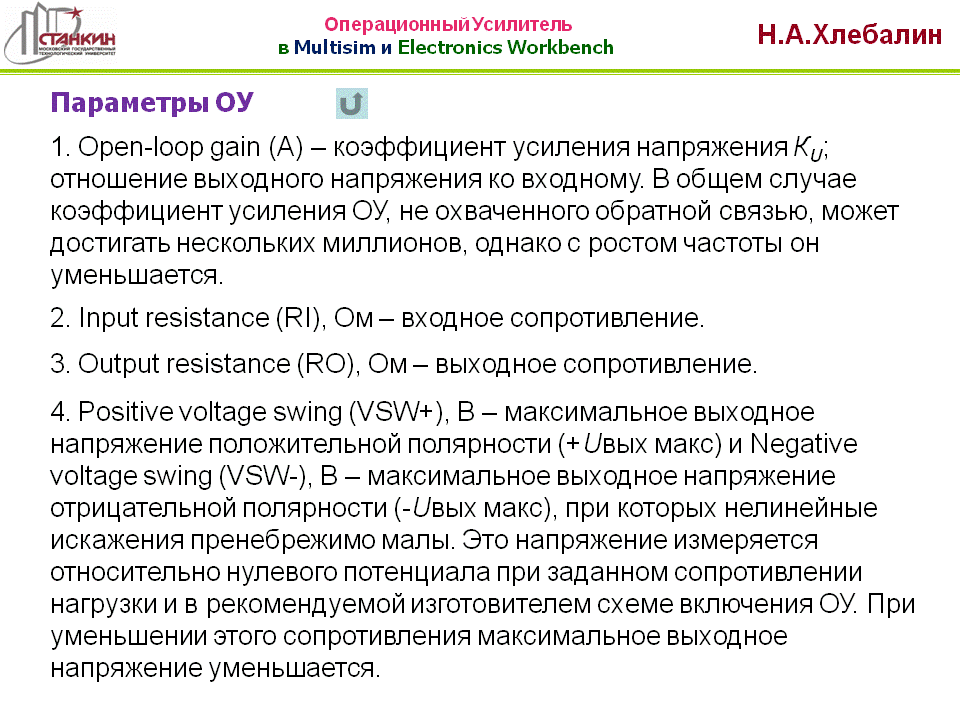 СТАНКИН
МОСКОВСКИЙ ГОСУДАРСТВЕННЫЙ
ТЕХНОЛОГИЧЕСКИЙ УНИВЕРСИТЕТ
Операционный Усилитель
в Multisim и Electronics Workbench
Н.А.Хлебалин
Параметры ОУ
1. Open-loop gain (A) – коэффициент усиления напряжения KU;
отношение выходного напряжения ко входному. В общем случае
коэффициент усиления ОУ, не охваченного обратной связью, может
достигать нескольких миллионов, однако с ростом частоты он
уменьшается.
2. Input resistance (RI), Ом – входное сопротивление.
3. Output resistance (RO), Ом – выходное сопротивление.
4. Positive voltage swing (VSW+), В – максимальное выходное
напряжение положительной полярности (+Uвых макс) и Negative
voltage swing (VSW-), В – максимальное выходное напряжение
отрицательной полярности (-Uвых макс), при которых нелинейные
искажения пренебрежимо малы. Это напряжение измеряется
относительно нулевого потенциала при заданном сопротивлении
нагрузки и в рекомендуемой изготовителем схеме включения ОУ. При
уменьшении этого сопротивления максимальное выходное
напряжение уменьшается.